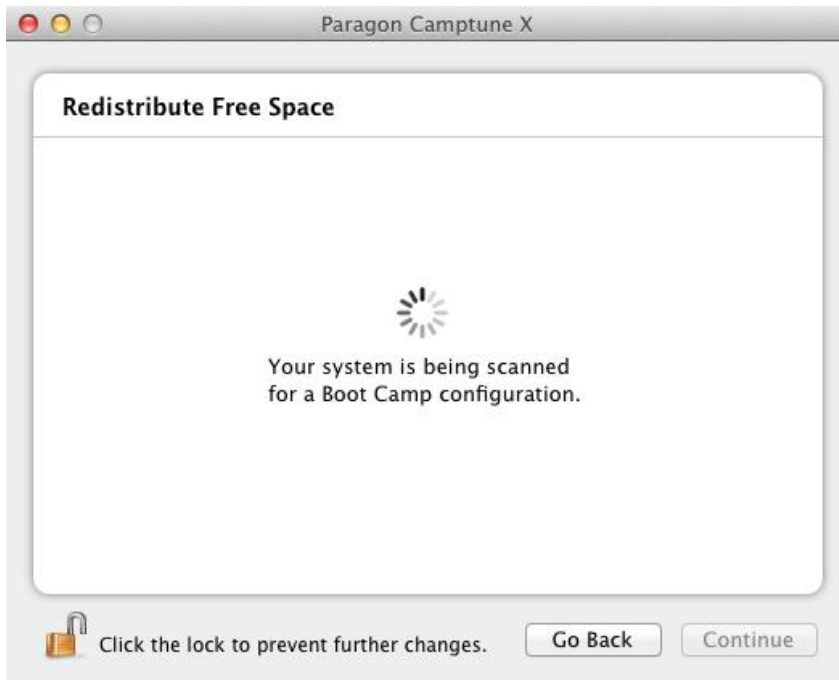 Paragon Camptune X
Redistribute Free Space
Your system is being scanned
for a Boot Camp configuration.
Click the lock to prevent further changes.
Go Back
Continue